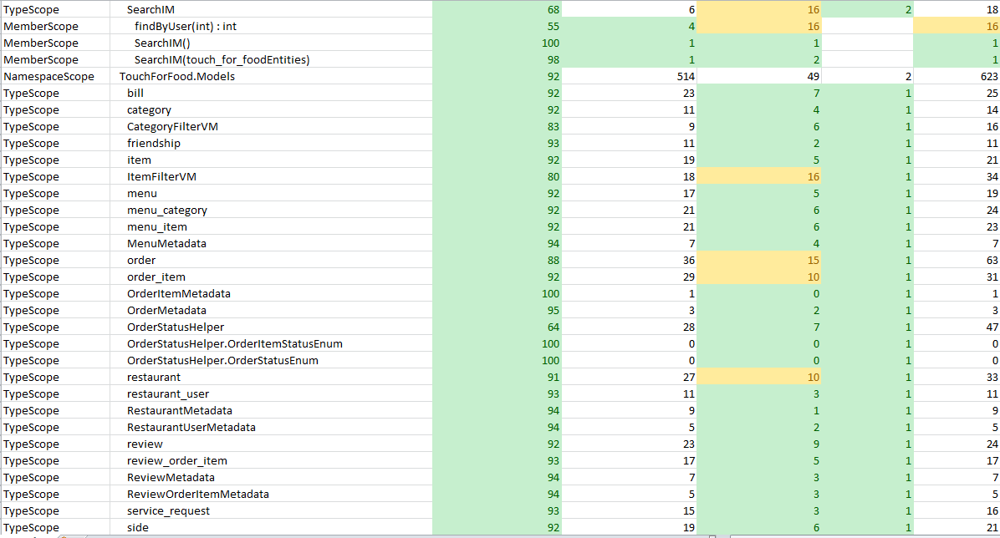 TypeScope SearchIM 68 6 16 2 18
MemberScope findByUser(int) : int 55 4 16 16
MemberScope SearchIM() 100 1 1 1
MemberScope SearchIM(touch_for_foodEntities) 98 1 2 1
NamespaceScope TouchForFood.Models 92 514 49 2 623
TypeScope bill 92 23 7 1 25
TypeScope category 92 11 4 1 14
TypeScope CategoryFilterVM 83 9 6 1 16
TypeScope friendship 93 11 2 1 11
TypeScope item 92 19 5 1 21
TypeScope ItemFilterVM 80 18 16 1 34
TypeScope menu 92 17 5 1 19
TypeScope menu_category 92 21 6 1 24
TypeScope menu_item 92 21 6 1 23
TypeScope MenuMetadata 94 7 4 1 7
TypeScope order 88 36 15 1 63
TypeScope order_item 92 29 10 1 31
TypeScope OrderItemMetadata 100 1 0 1 1
TypeScope OrderMetadata 95 3 2 1 3
TypeScope OrderStatusHelper 64 28 7 1 47
TypeScope OrderStatusHelper.OrderItemStatusEnum 100 0 0 1 0
TypeScope OrderStatusHelper.OrderStatusEnum 100 0 0 1 0
TypeScope restaurant 91 27 10 1 33
TypeScope restaurant_user 93 11 3 1 11
TypeScope RestaurantMetadata 94 9 1 1 9
TypeScope RestaurantUserMetadata 94 5 2 1 5
TypeScope review 92 23 9 1 24
TypeScope review_order_item 93 17 5 1 17
TypeScope ReviewMetadata 94 7 3 1 7
TypeScope ReviewOrderItemMetadata 94 5 3 1 5
TypeScope service_request 93 15 3 1 16
TypeScope side 92 19 6 1 21